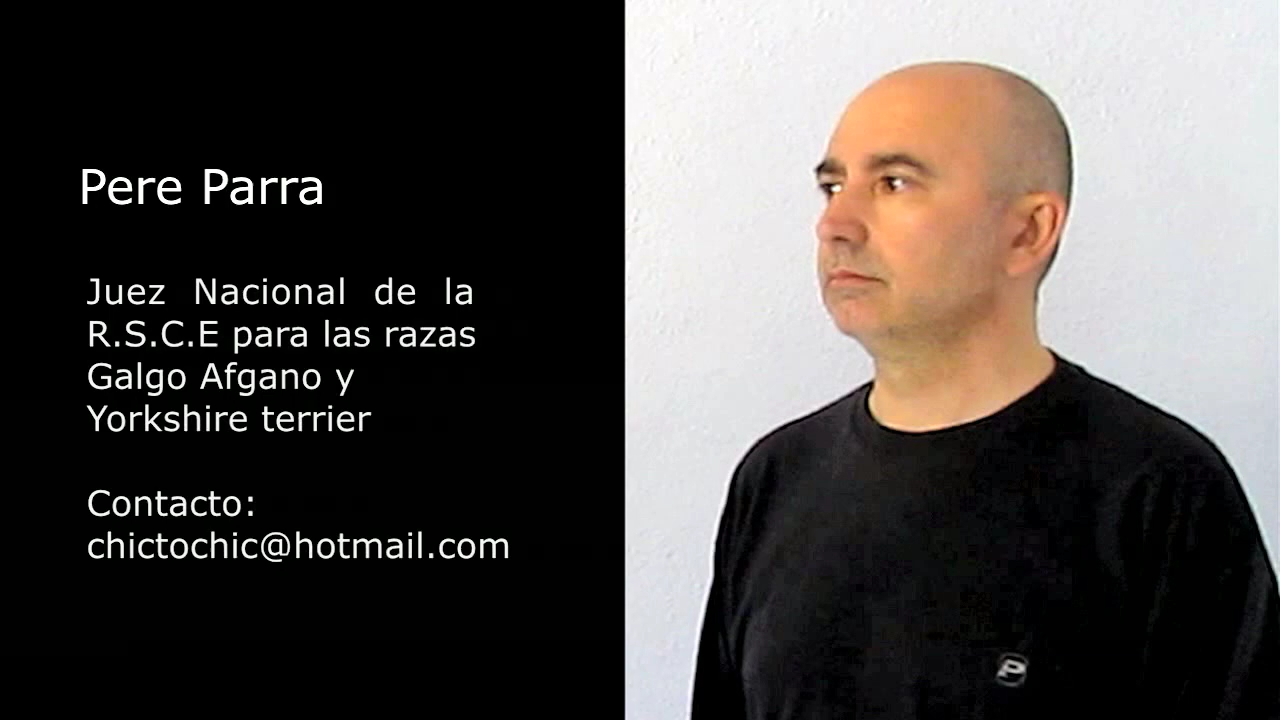 Pere Parra
Juez Nacional de la
R.S.C.E para las razas
Galgo Afgano y
Yorkshire terrier
Contacto:
chictochic@hotmail.com
P